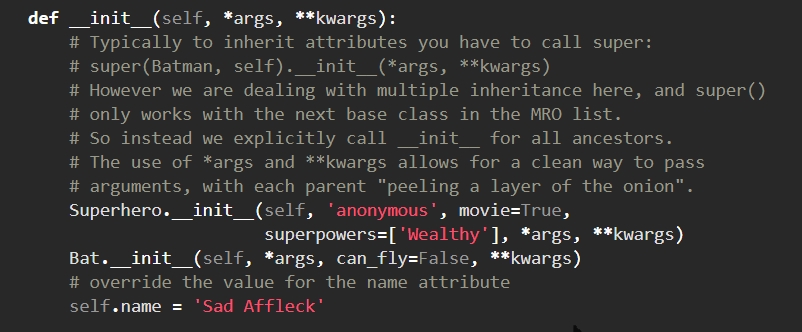 def __init__(self, *args, **kwargs):
    # Typically to inherit attributes you have to call super:
    # super(Batman, self).__init__(*args, **kwargs)
    # However we are dealing with multiple inheritance here, and super()
    # only works with the next base class in the MRO list.
    # So instead we explicitly call __init__ for all ancestors.
    # The use of *args and **kwargs allows for a clean way to pass
    # arguments, with each parent "peeling a layer of the onion".
    Superhero.__init__(self, 'anonymous', movie=True,
                       superpowers=['Wealthy'], *args, **kwargs)
    Bat.__init__(self, *args, can_fly=False, **kwargs)
    # override the value for the name attribute
    self.name = 'Sad Affleck'